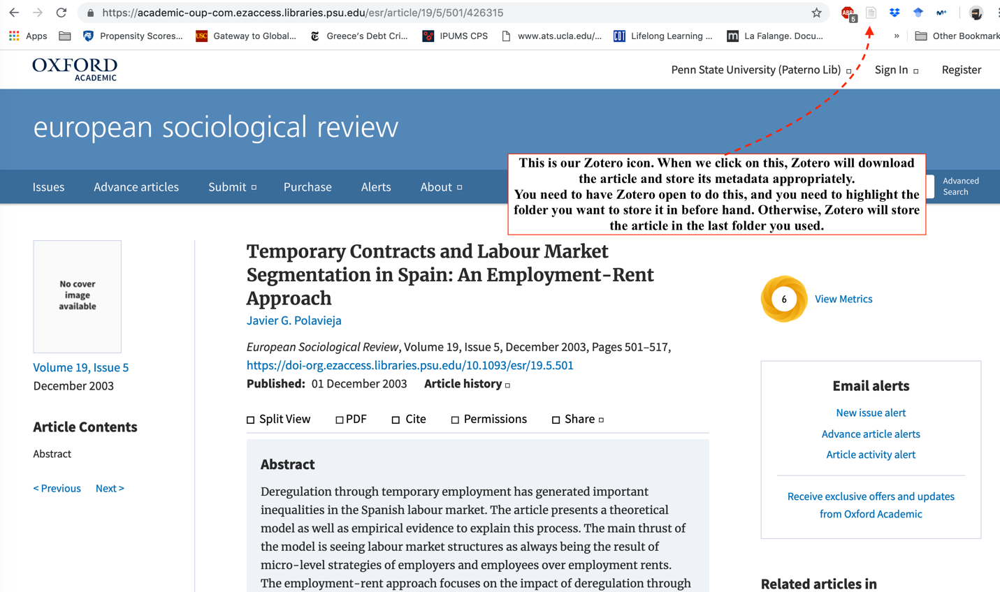 https://academic-oup-com.ezaccess.libraries.psu.edu/esr/article/19/5/501/426315
ABP
5
Apps
Propensity Scores...
USC
Gateway to Global...
Greece's Debt Cri...
IPUMS CPS
www.ats.ucla.edu/...
Lifelong Learning ...
La Falange. Docu...
»
Other Bookmark
OXFORD
ACADEMIC
Penn State University (Paterno Lib)
Sign In
Register
european sociological review
Issues
Advance articles
Submit
Purchase
Alerts
About
Advanced
Search
This is our Zotero icon. When we click on this, Zotero will download
the article and store its metadata appropriately.
You need to have Zotero open to do this, and you need to highlight the
folder you want to store it in before hand. Otherwise, Zotero will store
the article in the last folder you used.
No cover
image
available
Volume 19, Issue 5
December 2003
Article Contents
Abstract
< Previous
Next >
Temporary Contracts and Labour Market
Segmentation in Spain: An Employment-Rent
Approach
Javier G. Polavieja
European Sociological Review, Volume 19, Issue 5, December 2003, Pages 501–517,
https://doi-org.ezaccess.libraries.psu.edu/10.1093/esr/19.5.501
Published: 01 December 2003
Article history
Split View
PDF
Cite
Permissions
Share
Abstract
Deregulation through temporary employment has generated important
inequalities in the Spanish labour market. The article presents a theoretical
model as well as empirical evidence to explain this process. The main thrust of
the model is seeing labour market structures as always being the result of
micro-level strategies of employers and employees over employment rents.
The employment-rent approach focuses on the impact of deregulation through
6
View Metrics
Email alerts
New issue alert
Advance article alerts
Article activity alert
Receive exclusive offers and updates
from Oxford Academic
Related articles in